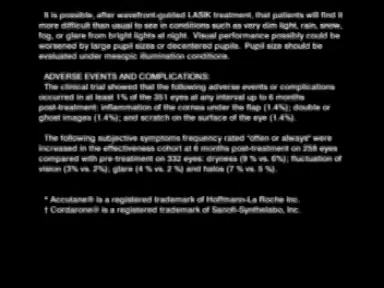 It is possible, after wavefront-guided LASIK treatment, that patients will find it
more difficult than usual to see in conditions such as very dim light, rain, snow,
fog, or glare from bright lights at night. Visual performance possibly could be
worsened by large pupil sizes or decentered pupils. Pupil size should be
evaluated under mesopic illumination conditions.
ADVERSE EVENTS AND COMPLICATIONS:
The clinical trial showed that the following adverse events or complications
occurred in at least 1% of the 351 eyes at any interval up to 6 months
post-treatment: inflammation of the cornea under the flap (1.4%); double or
ghost images (1.4%); and scratch on the surface of the eye (1.4%).
The following subjective symptoms frequency rated "often or always" were
increased in the effectiveness cohort at 6 months post-treatment on 258 eyes
compared with pre-treatment on 332 eyes: dryness (9 % vs. 6%); fluctuation of
vision (3% vs. 2%); glare (4 % vs. 2 %) and halos (7 % vs. 5 %).
* Accutane® is a registered trademark of Hoffmann-La Roche Inc.
† Cordarone® is a registered trademark of Sanofi-Synthelabo, Inc.